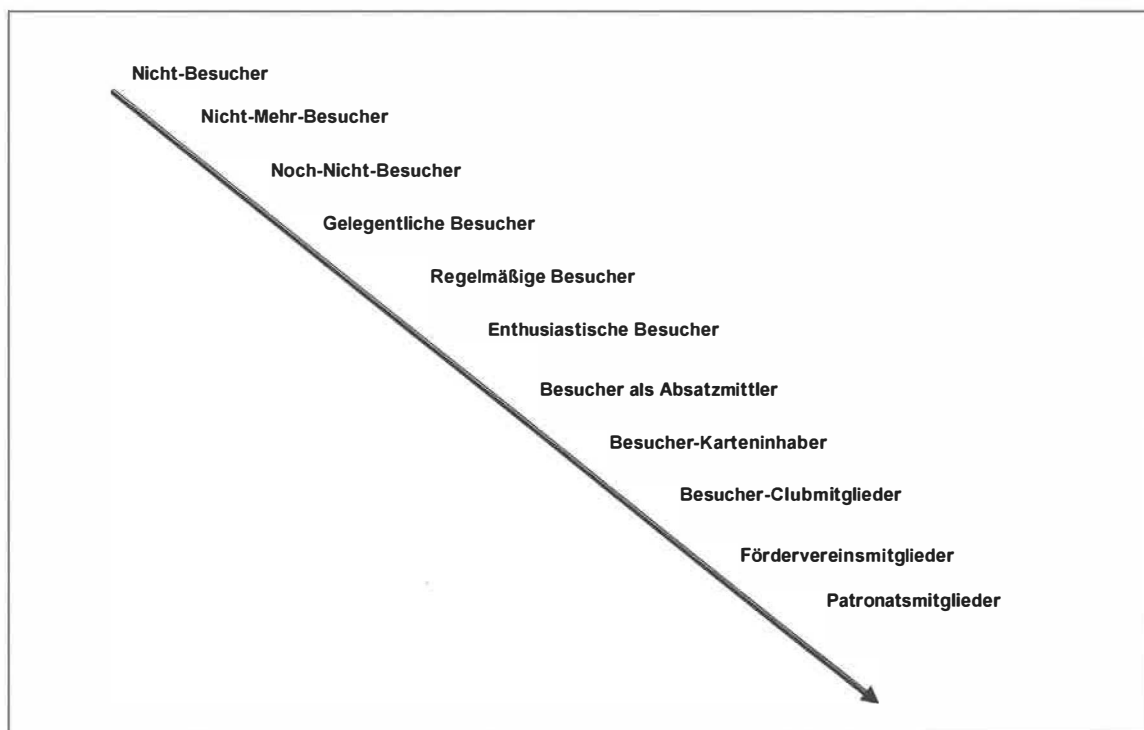 Nicht-Besucher
Nicht-Mehr-Besucher
Noch-Nicht-Besucher
Gelegentliche Besucher
Regelmäßige Besucher
Enthusiastische Besucher
Besucher als Absatzmittler
Besucher-Karteninhaber
Besucher-Clubmitglieder
Fördervereinsmitglieder
Patronatsmitglieder